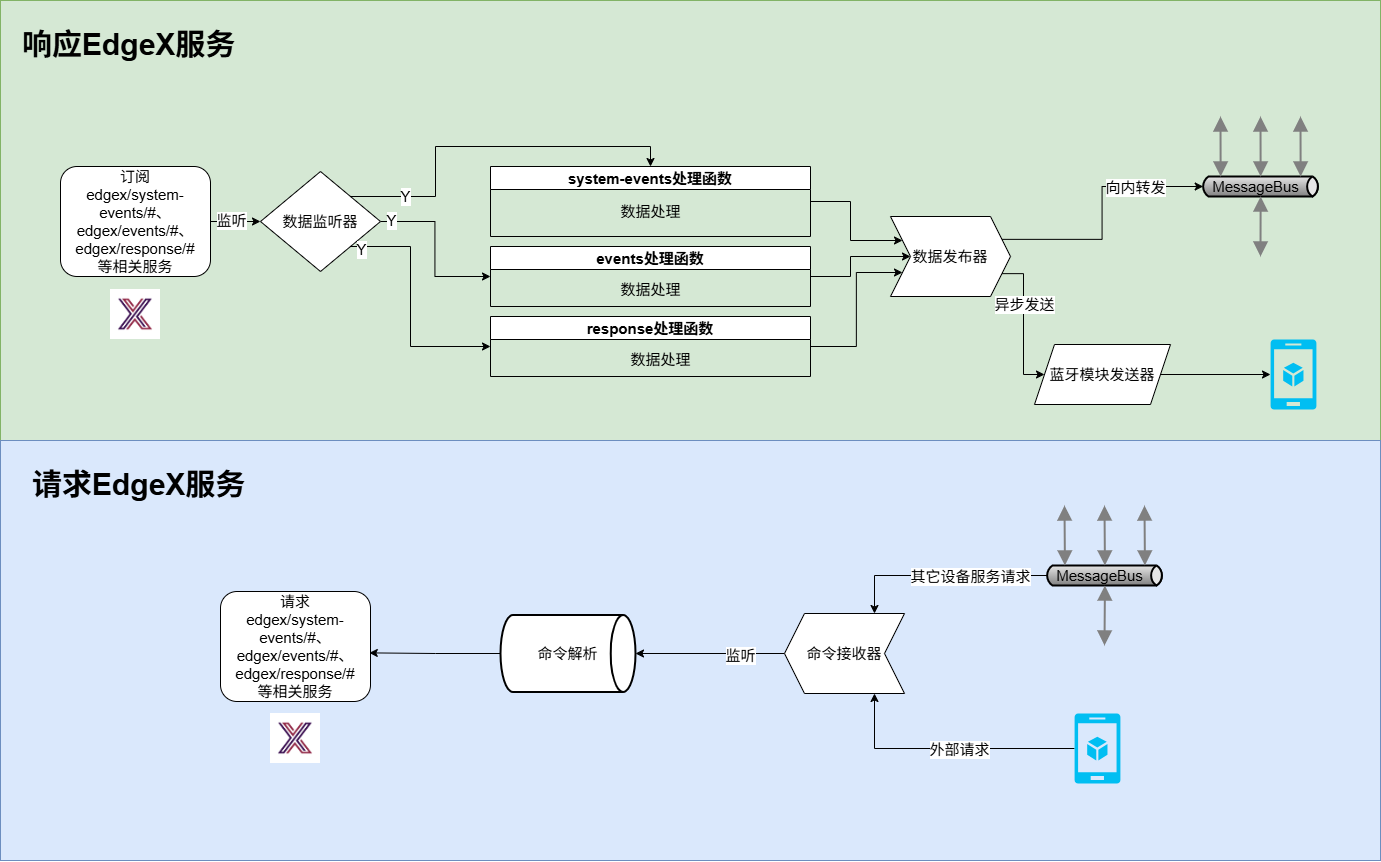 响应EdgeX服务
订阅
edgex/system-
events/#、
edgex/events/#、
edgex/response/#
等相关服务
监听
数据监听器
Y
Y
Y
system-events处理函数
数据处理
events处理函数
数据处理
response处理函数
数据处理
数据发布器
向内转发
MessageBus
异步发送
蓝牙模块发送器
请求EdgeX服务
请求
edgex/system-
events/#、
edgex/events/#、
edgex/response/#
等相关服务
命令解析
监听
命令接收器
其它设备服务请求
MessageBus
外部请求